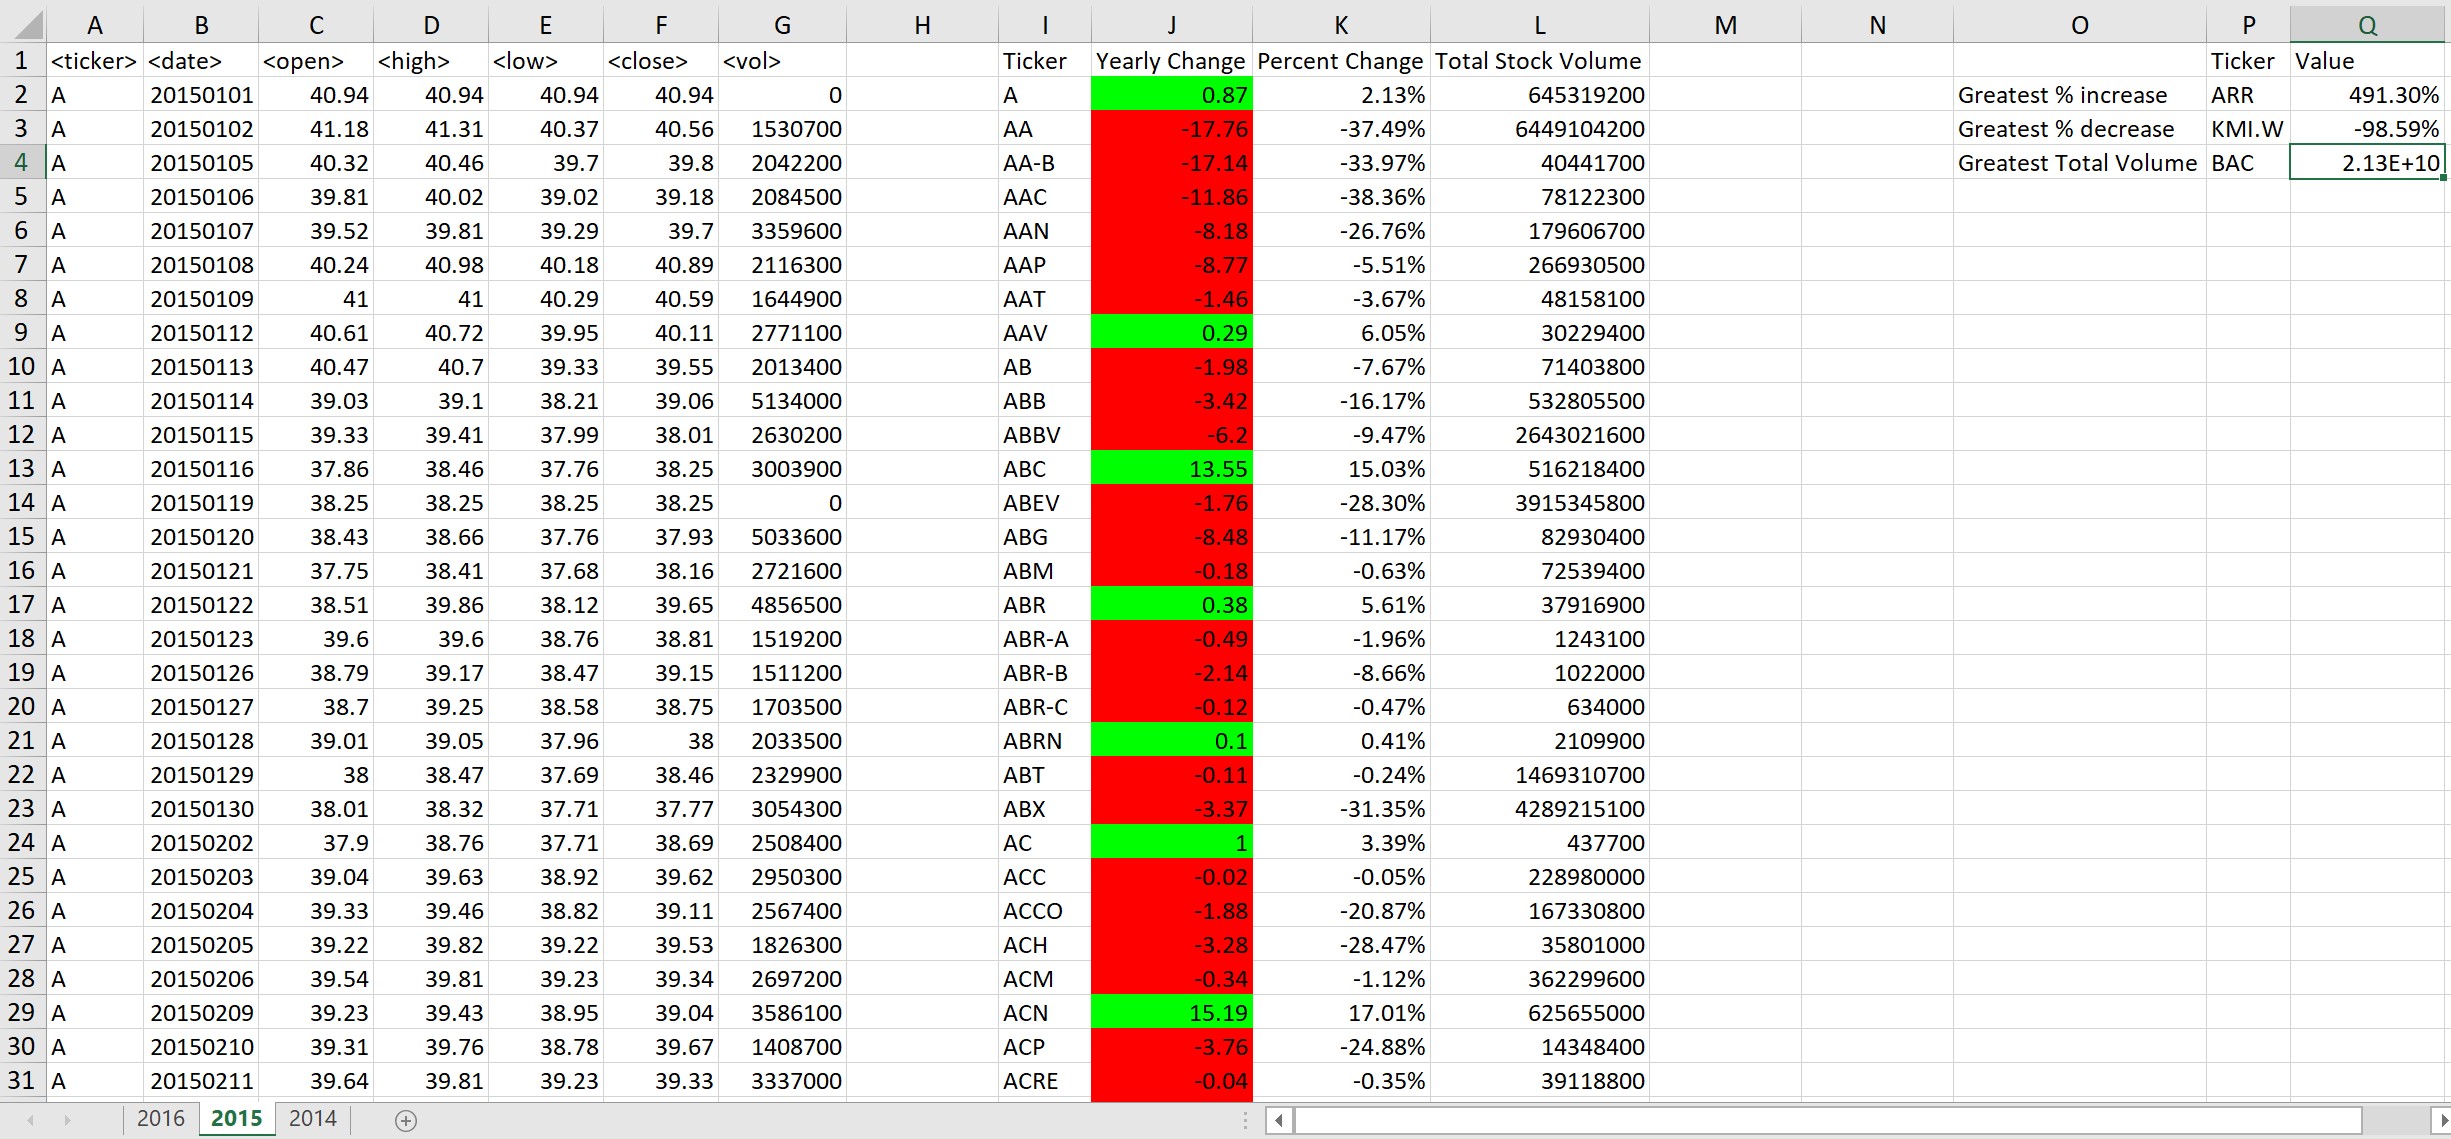 A B C D E F G H I J K L M N O P Q
1 <ticker> <date> <open> <high> <low> <close> <vol> Ticker Yearly Change Percent Change Total Stock Volume Ticker Value
2 A 20150101 40.94 40.94 40.94 40.94 0 A 0.87 2.13% 645319200 Greatest % increase ARR 491.30%
3 A 20150102 41.18 41.31 40.37 40.56 1530700 AA -17.76 -37.49% 6449104200 Greatest % decrease KMI.W -98.59%
4 A 20150105 40.32 40.46 39.7 39.8 2042200 AA-B -17.14 -33.97% 40441700 Greatest Total Volume BAC 2.13E+10
5 A 20150106 39.81 40.02 39.02 39.18 2084500 AAC -11.86 -38.36% 78122300
6 A 20150107 39.52 39.81 39.29 39.7 3359600 AAN -8.18 -26.76% 179606700
7 A 20150108 40.24 40.98 40.18 40.89 2116300 AAP -8.77 -5.51% 266930500
8 A 20150109 41 41 40.29 40.59 1644900 AAT -1.46 -3.67% 48158100
9 A 20150112 40.61 40.72 39.95 40.11 2771100 AAV 0.29 6.05% 30229400
10 A 20150113 40.47 40.7 39.33 39.55 2013400 AB -1.98 -7.67% 71403800
11 A 20150114 39.03 39.1 38.21 39.06 5134000 ABB -3.42 -16.17% 532805500
12 A 20150115 39.33 39.41 37.99 38.01 2630200 ABBV -6.2 -9.47% 2643021600
13 A 20150116 37.86 38.46 37.76 38.25 3003900 ABC 13.55 15.03% 516218400
14 A 20150119 38.25 38.25 38.25 38.25 0 ABEV -1.76 -28.30% 3915345800
15 A 20150120 38.43 38.66 37.76 37.93 5033600 ABG -8.48 -11.17% 82930400
16 A 20150121 37.75 38.41 37.68 38.16 2721600 ABM -0.18 -0.63% 72539400
17 A 20150122 38.51 39.86 38.12 39.65 4856500 ABR 0.38 5.61% 37916900
18 A 20150123 39.6 39.6 38.76 38.81 1519200 ABR-A -0.49 -1.96% 1243100
19 A 20150126 38.79 39.17 38.47 39.15 1511200 ABR-B -2.14 -8.66% 1022000
20 A 20150127 38.7 39.25 38.58 38.75 1703500 ABR-C -0.12 -0.47% 634000
21 A 20150128 39.01 39.05 37.96 38 2033500 ABRN 0.1 0.41% 2109900
22 A 20150129 38 38.47 37.69 38.46 2329900 ABT -0.11 -0.24% 1469310700
23 A 20150130 38.01 38.32 37.71 37.77 3054300 ABX -3.37 -31.35% 4289215100
24 A 20150202 37.9 38.76 37.71 38.69 2508400 AC 1 3.39% 437700
25 A 20150203 39.04 39.63 38.92 39.62 2950300 ACC -0.02 -0.05% 228980000
26 A 20150204 39.33 39.46 38.82 39.11 2567400 ACCO -1.88 -20.87% 167330800
27 A 20150205 39.22 39.82 39.22 39.53 1826300 ACH -3.28 -28.47% 35801000
28 A 20150206 39.54 39.81 39.23 39.34 2697200 ACM -0.34 -1.12% 362299600
29 A 20150209 39.23 39.43 38.95 39.04 3586100 ACN 15.19 17.01% 625655000
30 A 20150210 39.31 39.76 38.78 39.67 1408700 ACP -3.76 -24.88% 14348400
31 A 20150211 39.64 39.81 39.23 39.33 3337000 ACRE -0.04 -0.35% 39118800
2016 2015 2014